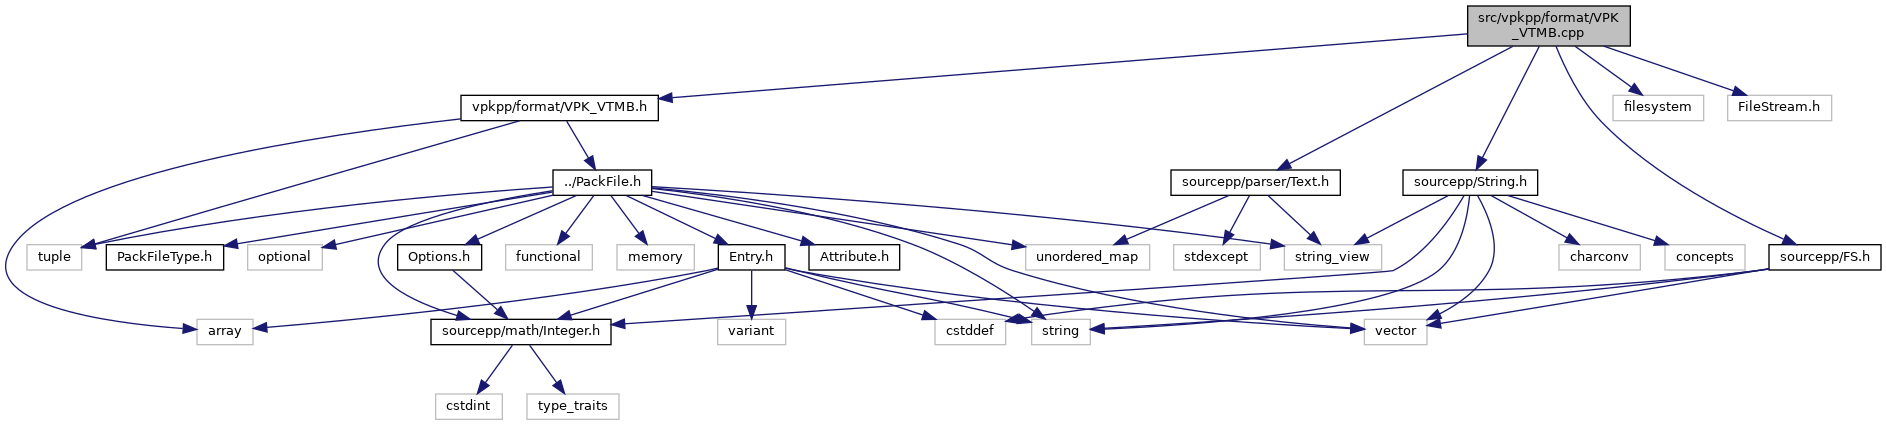 src/vpkpp/format/VPK
_VTMB.cpp
vpkpp/format/VPK_VTMB.h
filesystem
FileStream.h
../PackFile.h
sourcepp/parser/Text.h
sourcepp/String.h
tuple
PackFileType.h
optional
Options.h
functional
memory
Entry.h
Attribute.h
unordered_map
stdexcept
string_view
charconv
concepts
sourcepp/FS.h
array
sourcepp/math/Integer.h
variant
cstddef
string
vector
cstdint
type_traits